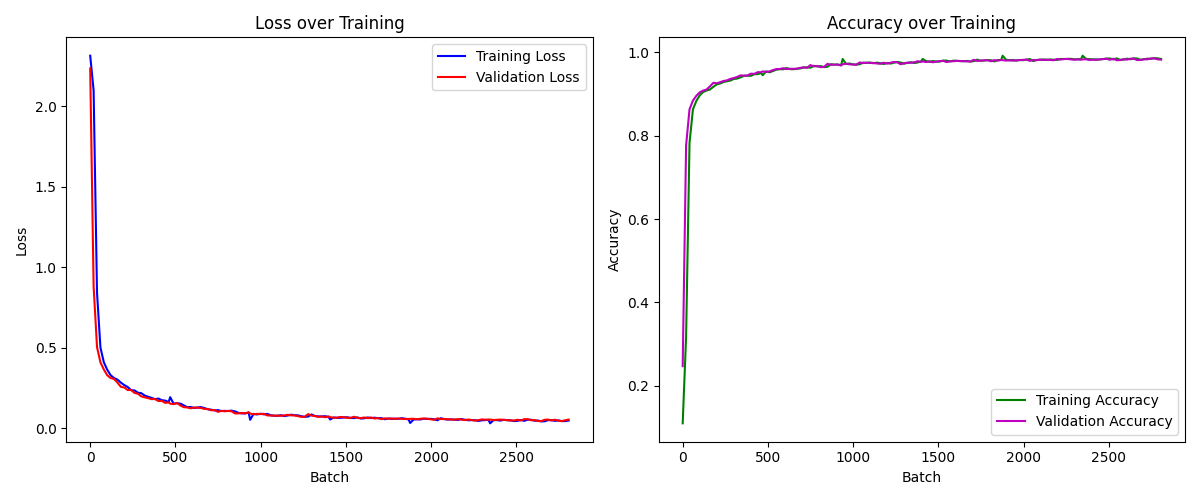 Loss over Training
Training Loss
Validation Loss
2.0
1.5
1.0
0.5
0.0
Loss
0
500
1000
1500
2000
2500
Batch
Accuracy over Training
1.0
0.8
0.6
0.4
0.2
Accuracy
Training Accuracy
Validation Accuracy
0
500
1000
1500
2000
2500
Batch